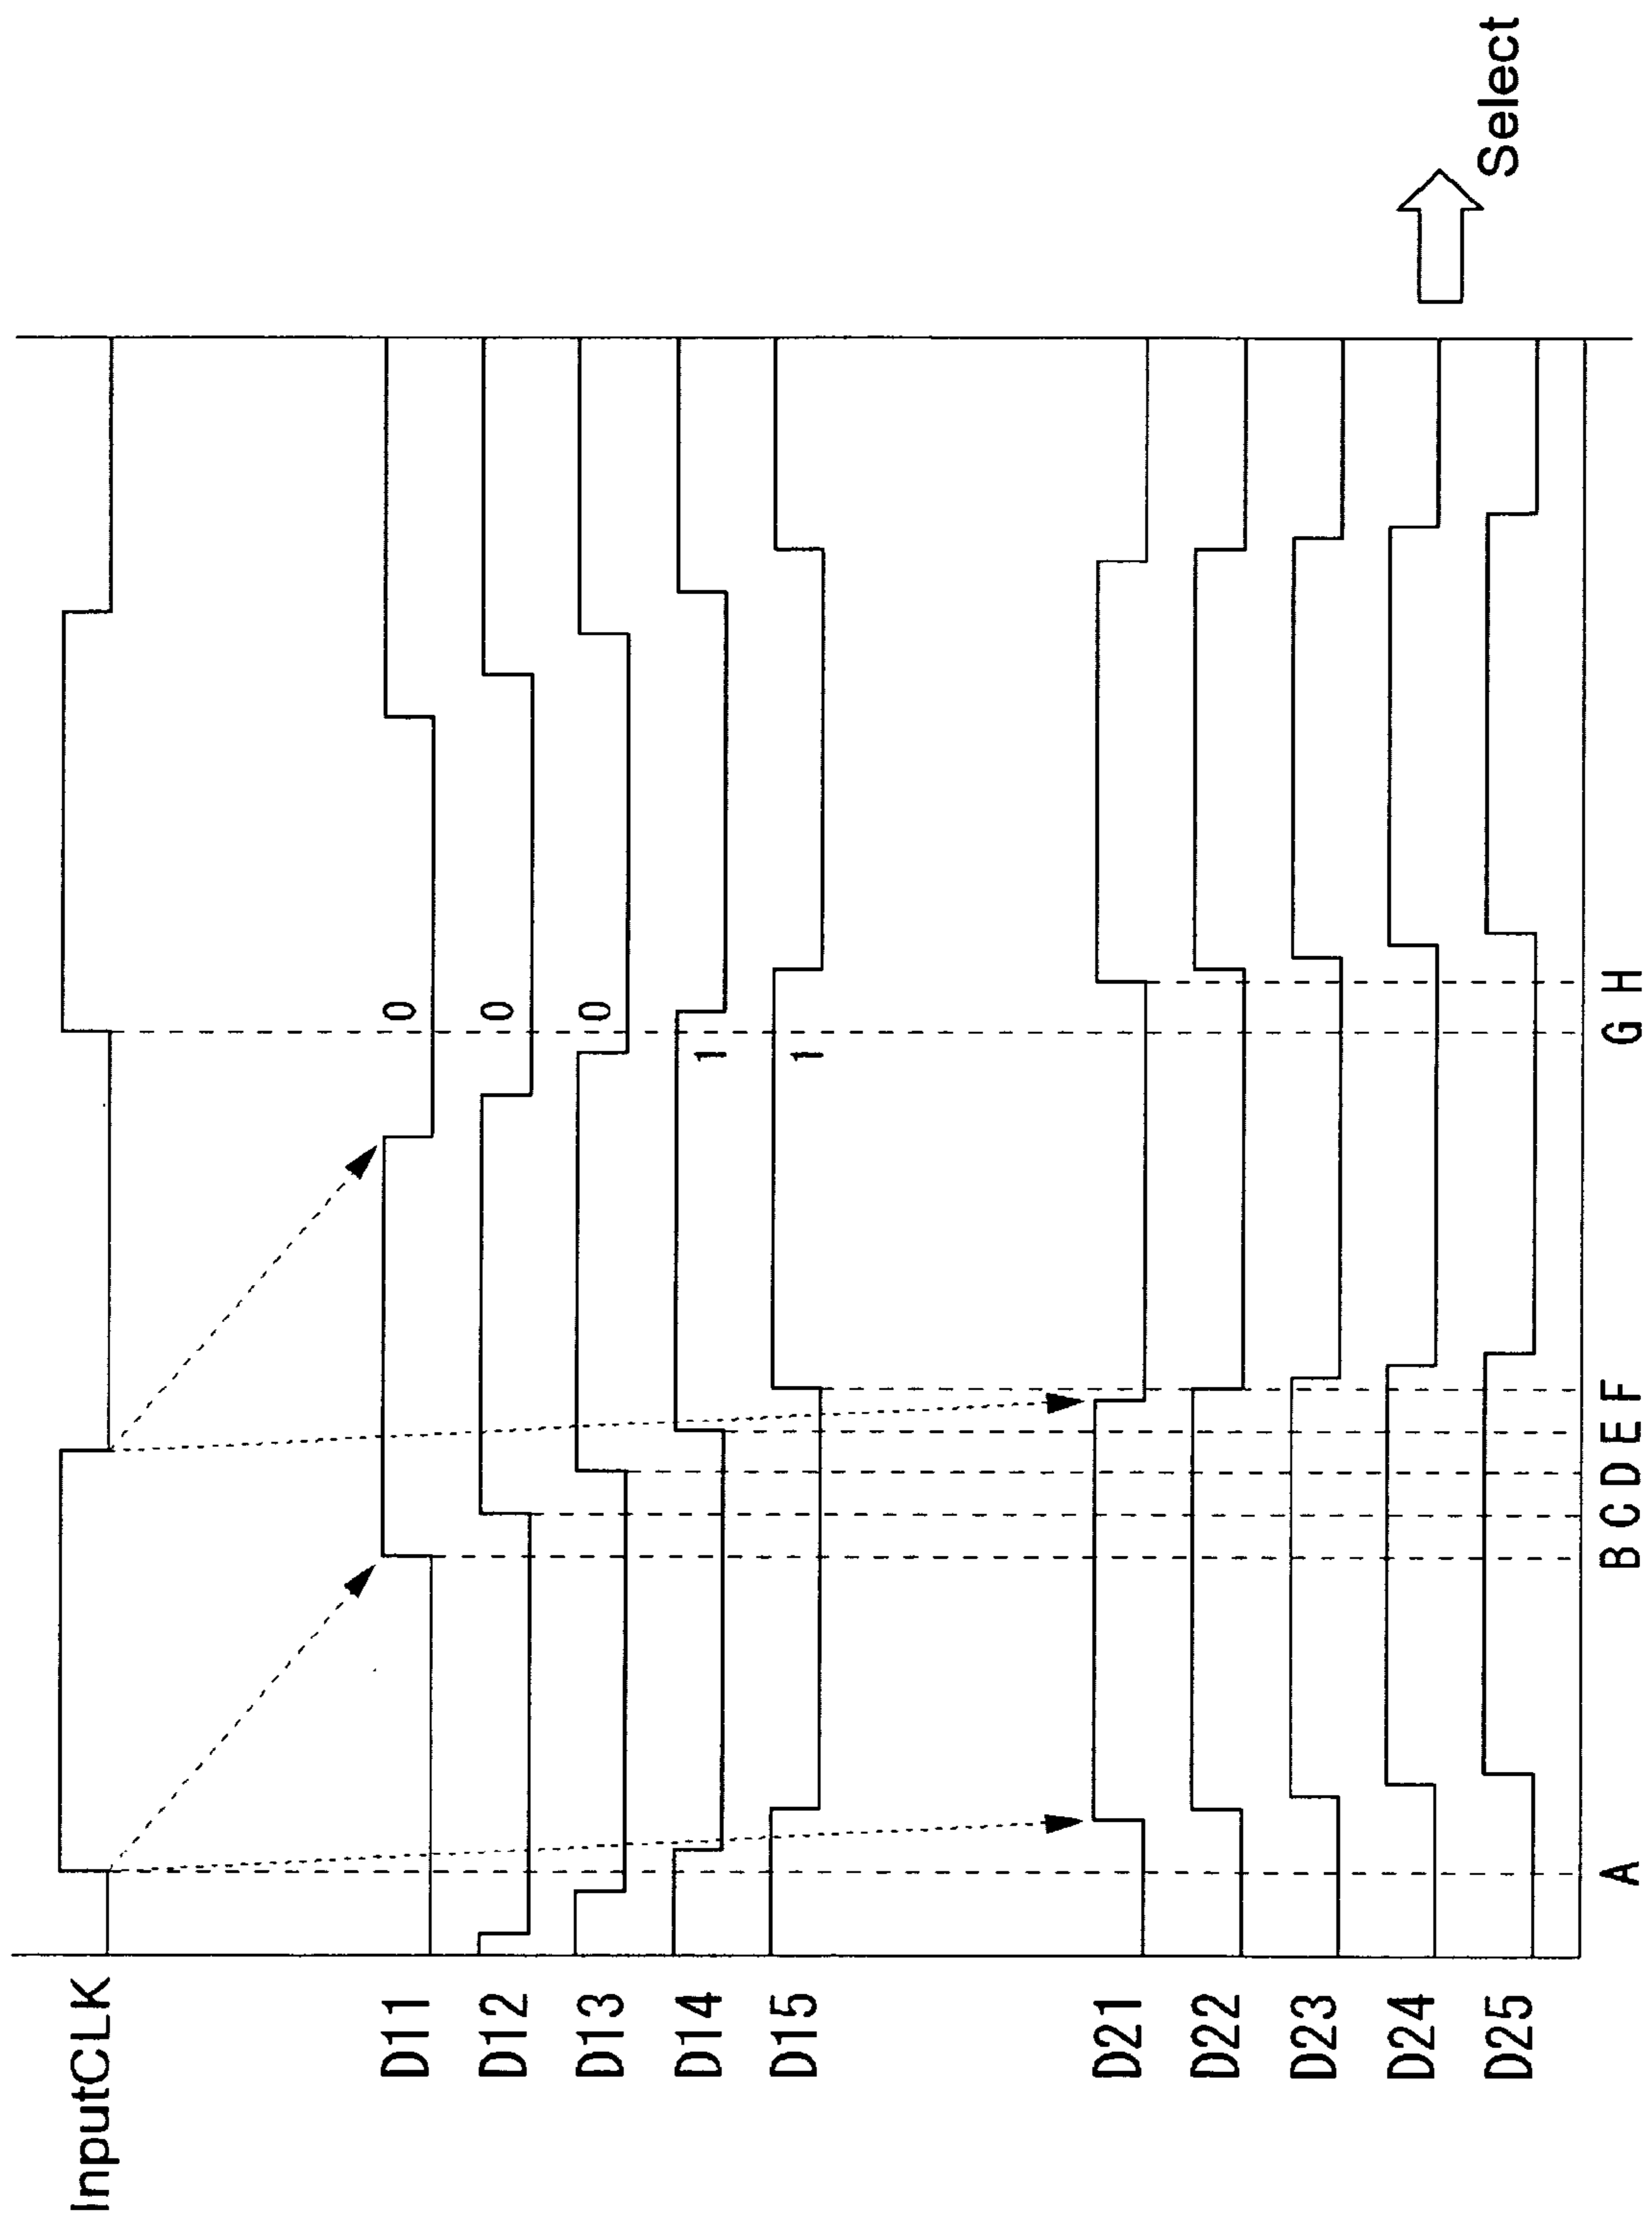 InputCLK
D11 0
D12 0
D13 0
D14 1
D15 1
D21
D22
D23
D24
D25
Select
A B C D E F G H